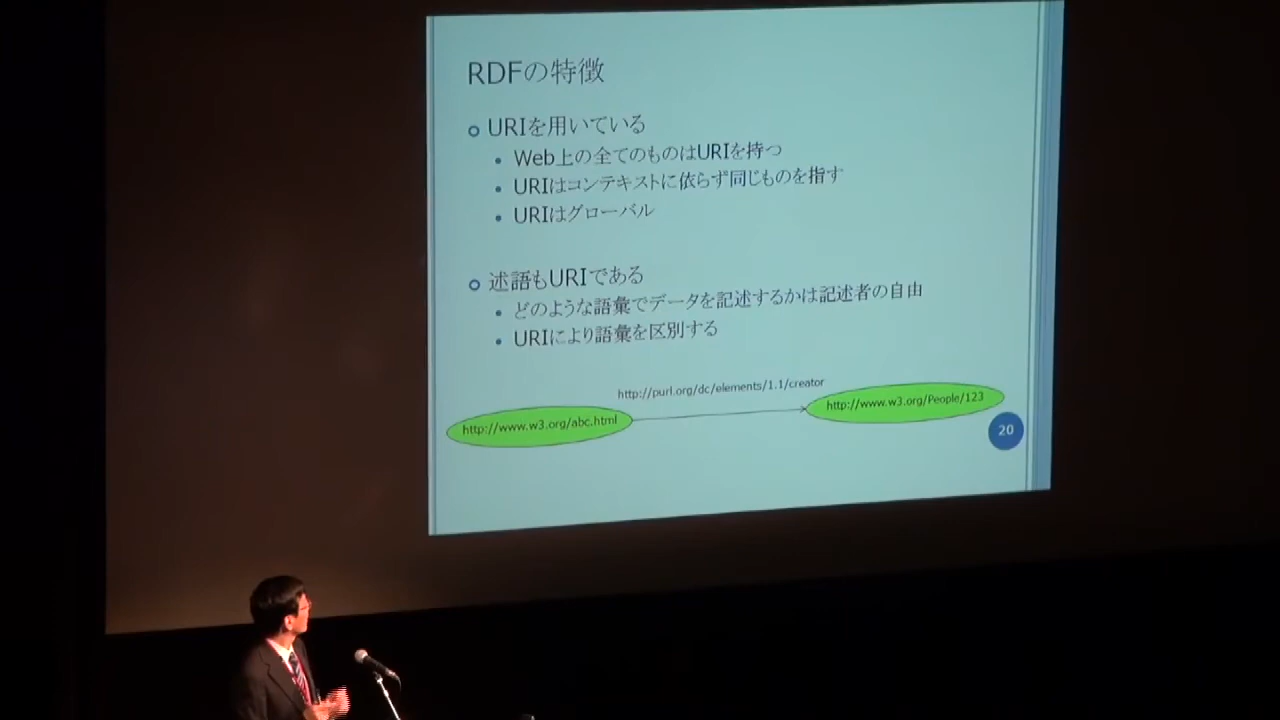 RDFの特徴
URIを用いている
Web上の全てのものはURIを持つ
URIはコンテキストに依らず同じものを指す
URIはグローバル
述語もURIである
どのような語彙でデータを記述するかは記述者の自由
URIにより語彙を区別する
http://purl.org/dc/elements/1.1/creator
http://www.w3.org/abc.html
http://www.w3.org/People/123
20